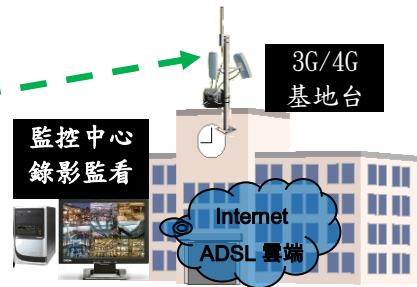 3G/4G
基地台
監控中心
錄影監看
Internet
ADSL 雲端